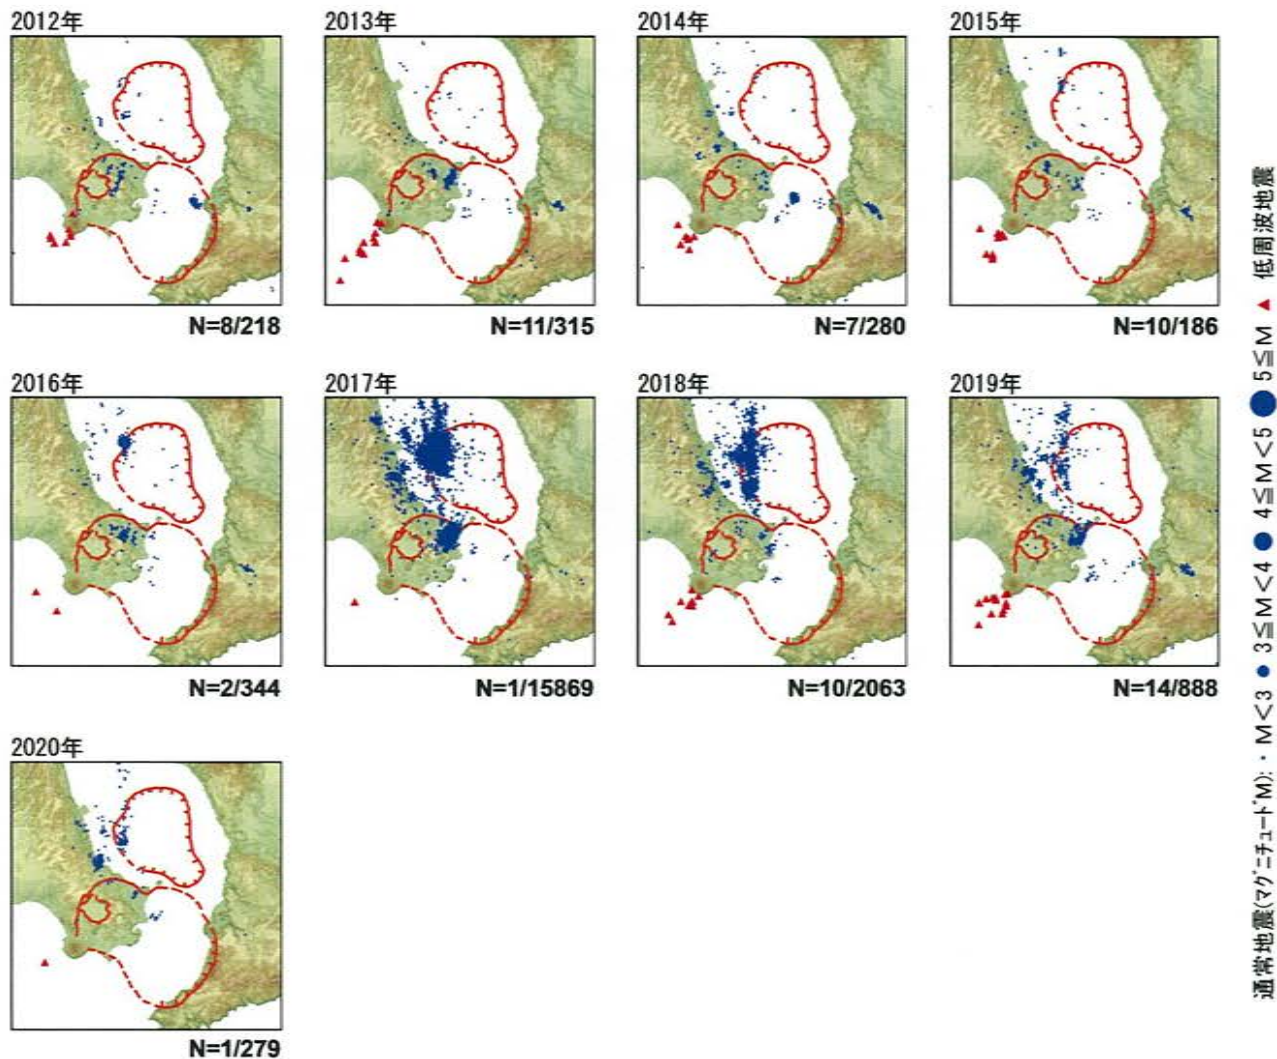 2012年
2013年
2014年
2015年
N=8/218
N=11/315
N=7/280
N=10/186
2016年
2017年
2018年
2019年
N=2/344
N=1/15869
N=10/2063
N=14/888
2020年
N=1/279
通常地震(マグニチュードM): ・ M<3 ● 3≦M<4 ● 4≦M<5 ● 5≦M ▲ 低周波地震